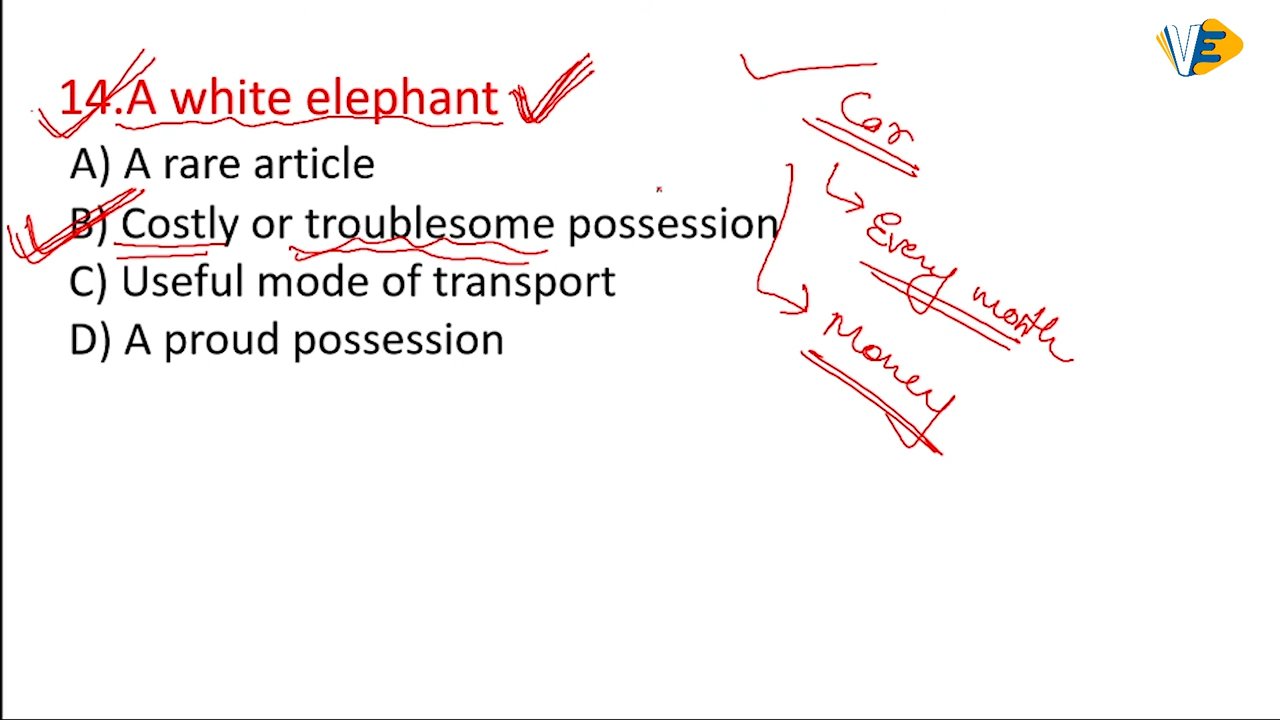 14.A white elephant
A) A rare article
B) Costly or troublesome possession
C) Useful mode of transport
D) A proud possession
Car
Every month
Money
VE